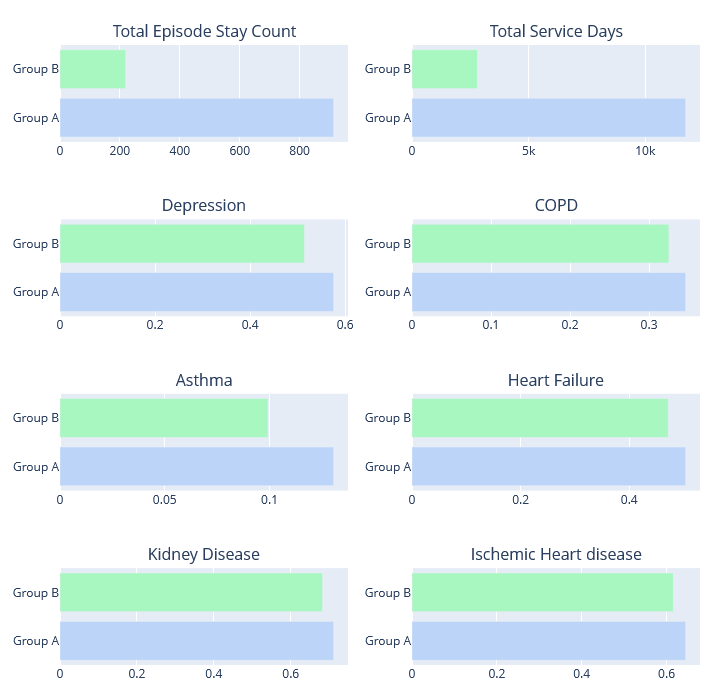 Total Episode Stay Count
Group B
Group A
0 200 400 600 800
Total Service Days
Group B
Group A
0 5k 10k
Depression
Group B
Group A
0 0.2 0.4 0.6
COPD
Group B
Group A
0 0.1 0.2 0.3
Asthma
Group B
Group A
0 0.05 0.1
Heart Failure
Group B
Group A
0 0.2 0.4
Kidney Disease
Group B
Group A
0 0.2 0.4 0.6
Ischemic Heart disease
Group B
Group A
0 0.2 0.4 0.6